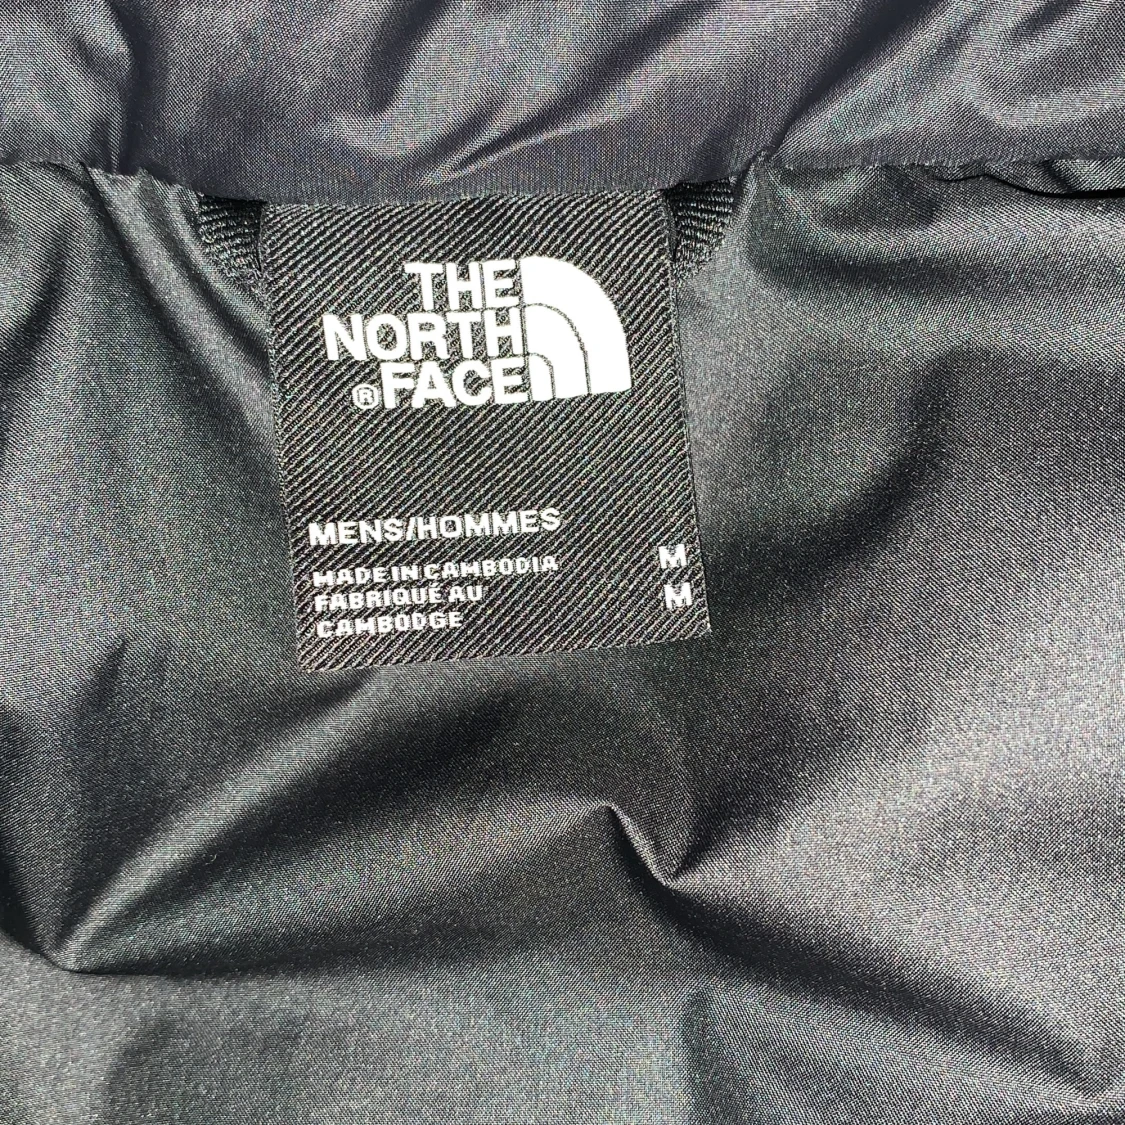 THE
NORTH
®FACE
MENS/HOMMES
MADE IN CAMBODIA M
FABRIQUÉ AU M
CAMBODGE